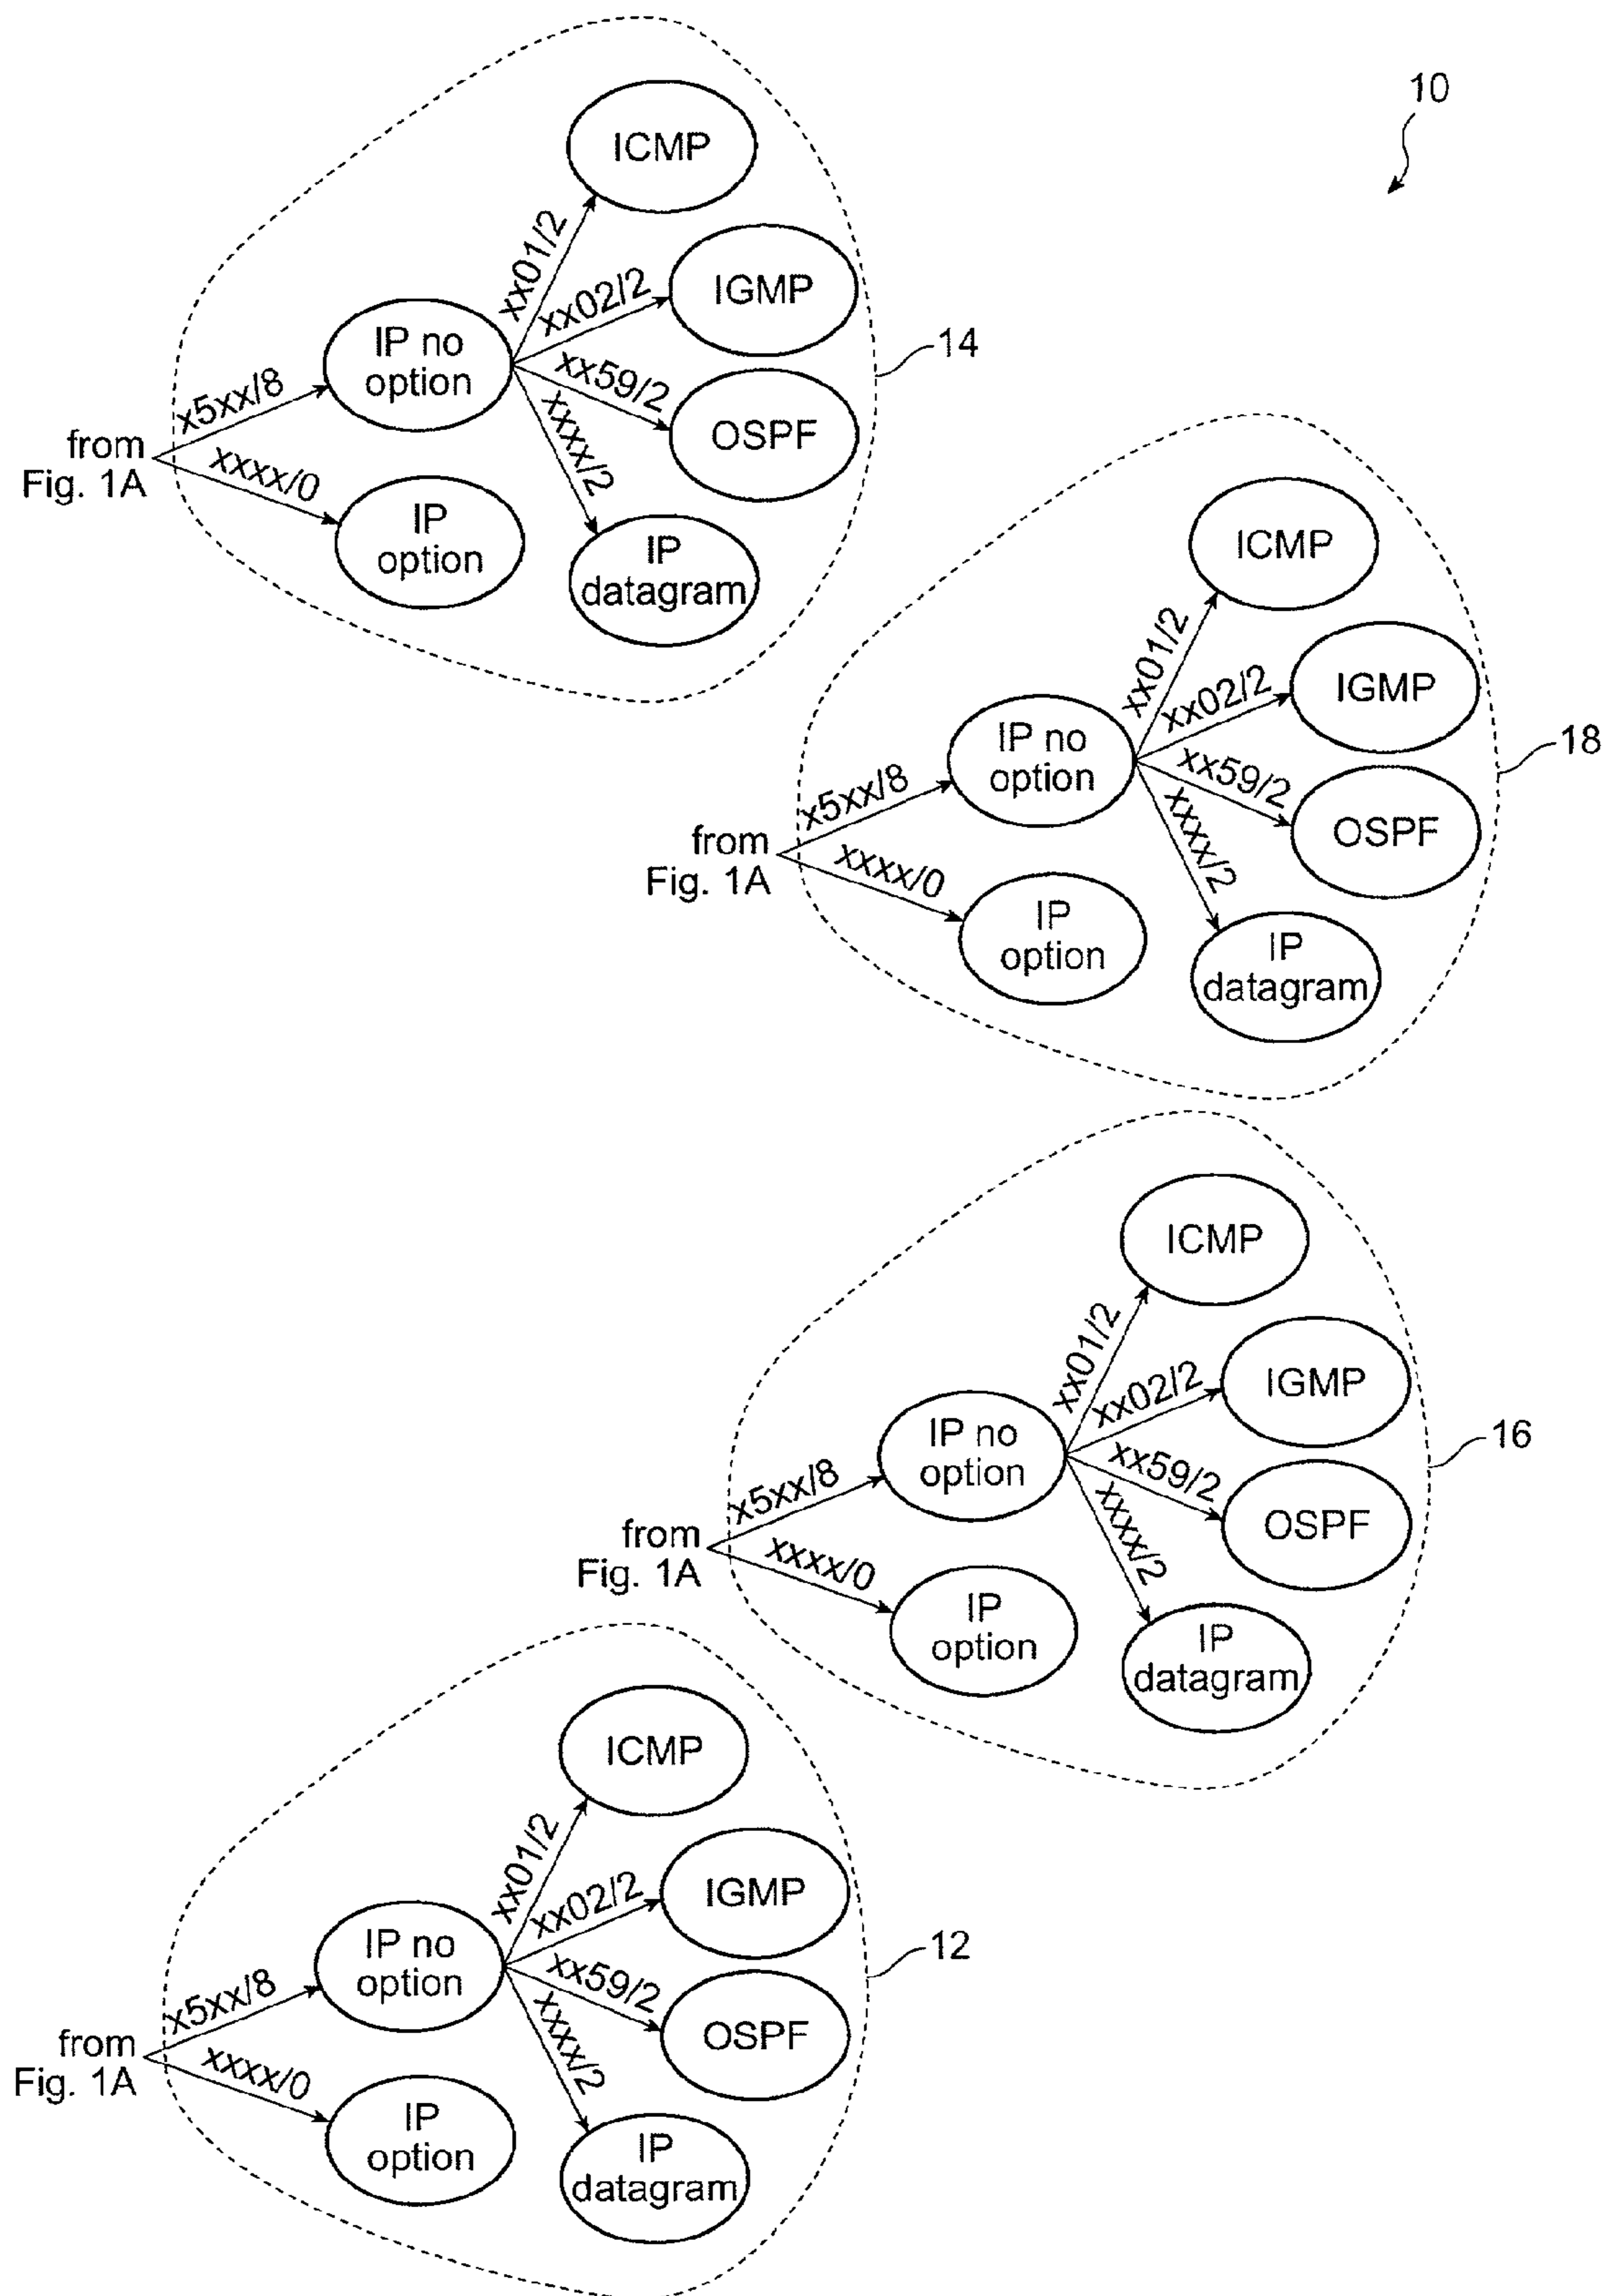 10
ICMP
xx01/2
IGMP
xx02/2
14
IP no
option
xx59/2
x5xx/8
OSPF
xxxx/2
from
Fig. 1A
xxxx/0
IP
option
IP
datagram
ICMP
xx01/2
IGMP
xx02/2
18
IP no
option
xx59/2
x5xx/8
OSPF
xxxx/2
from
Fig. 1A
xxxx/0
IP
option
IP
datagram
ICMP
xx01/2
IGMP
xx02/2
16
IP no
option
xx59/2
x5xx/8
OSPF
xxxx/2
from
Fig. 1A
xxxx/0
IP
option
IP
datagram
ICMP
xx01/2
IGMP
xx02/2
12
IP no
option
xx59/2
x5xx/8
OSPF
xxxx/2
from
Fig. 1A
xxxx/0
IP
option
IP
datagram